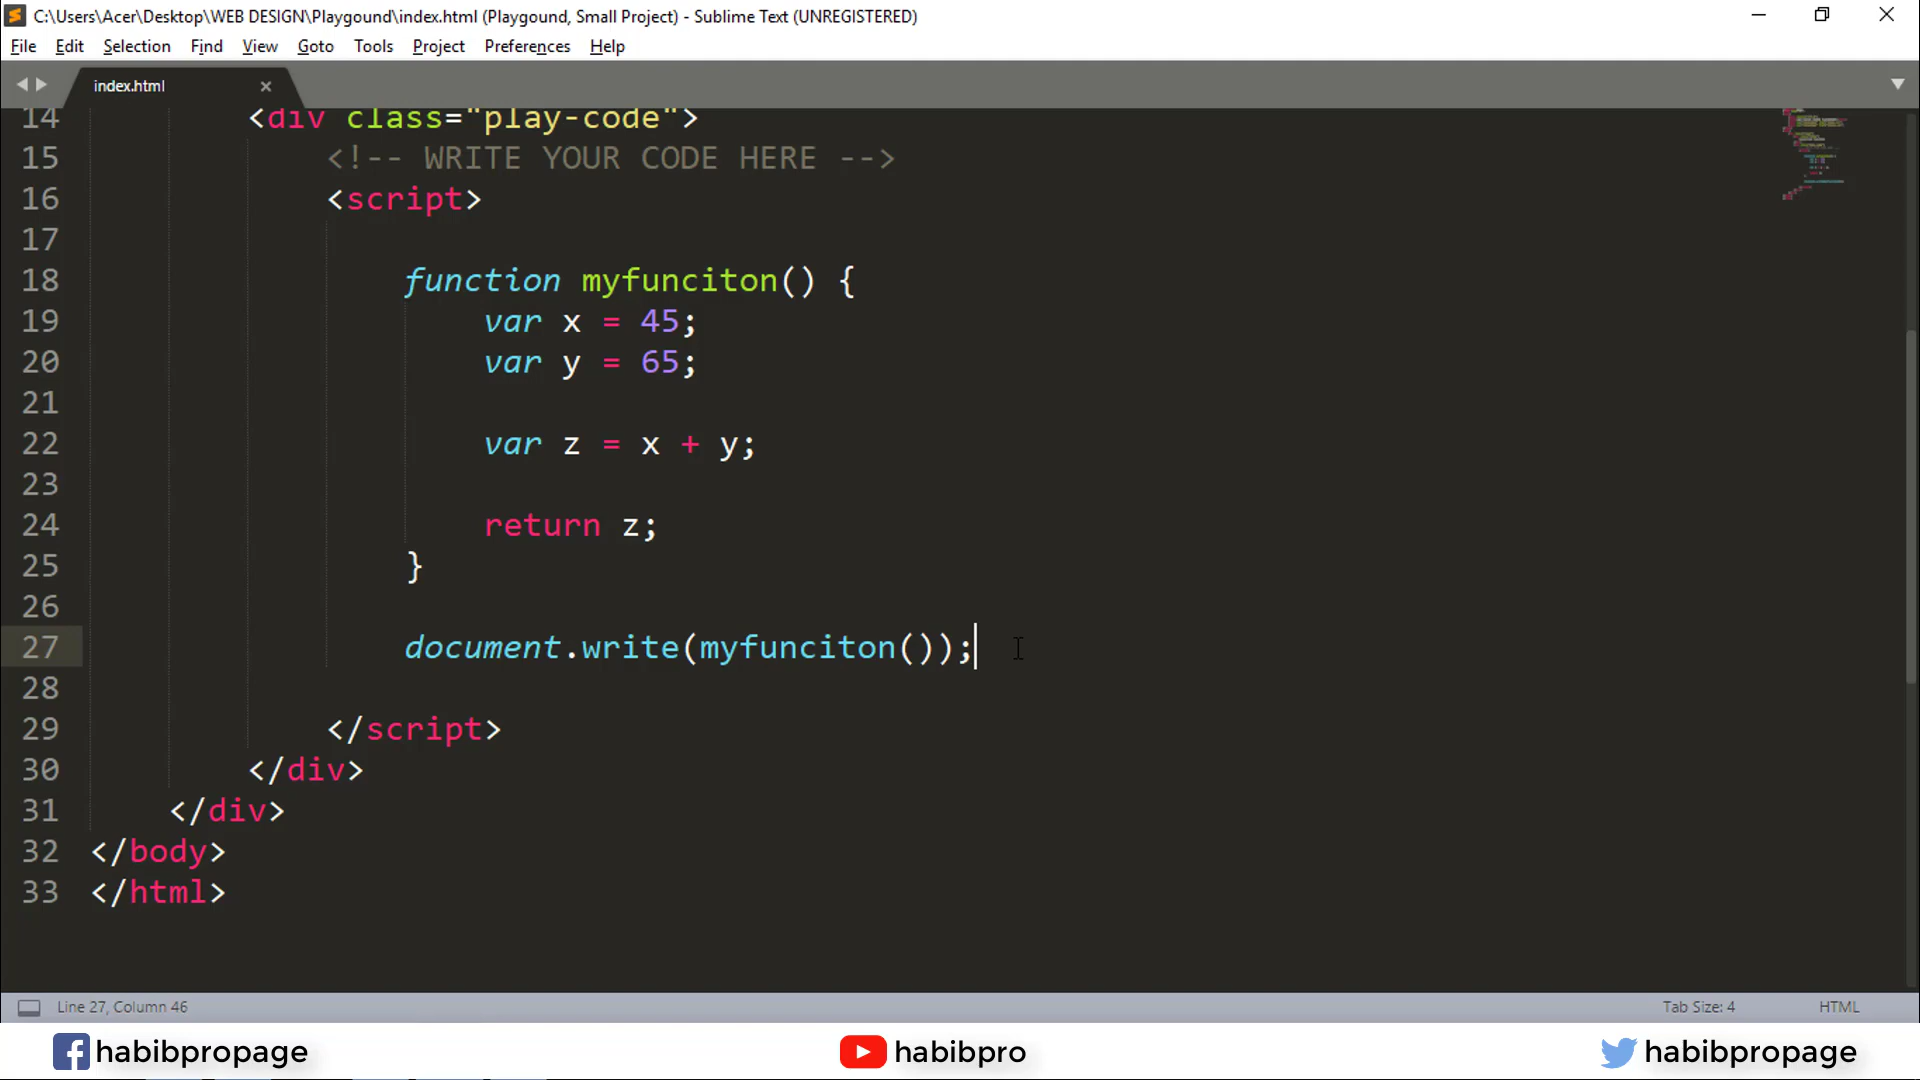 C:\Users\Acer\Desktop\WEB DESIGN\Playgound\index.html (Playgound, Small Project) - Sublime Text (UNREGISTERED)
File Edit Selection Find View Goto Tools Project Preferences Help
index.html
14 <div class="play-code">
15 <!-- WRITE YOUR CODE HERE -->
16 <script>
17
18 function myfunciton() {
19 var x = 45;
20 var y = 65;
21
22 var z = x + y;
23
24 return z;
25 }
26
27 document.write(myfunciton());
28
29 </script>
30 </div>
31 </div>
32 </body>
33 </html>
Line 27, Column 46 Tab Size: 4 HTML
habibpropage habibpro habibpropage